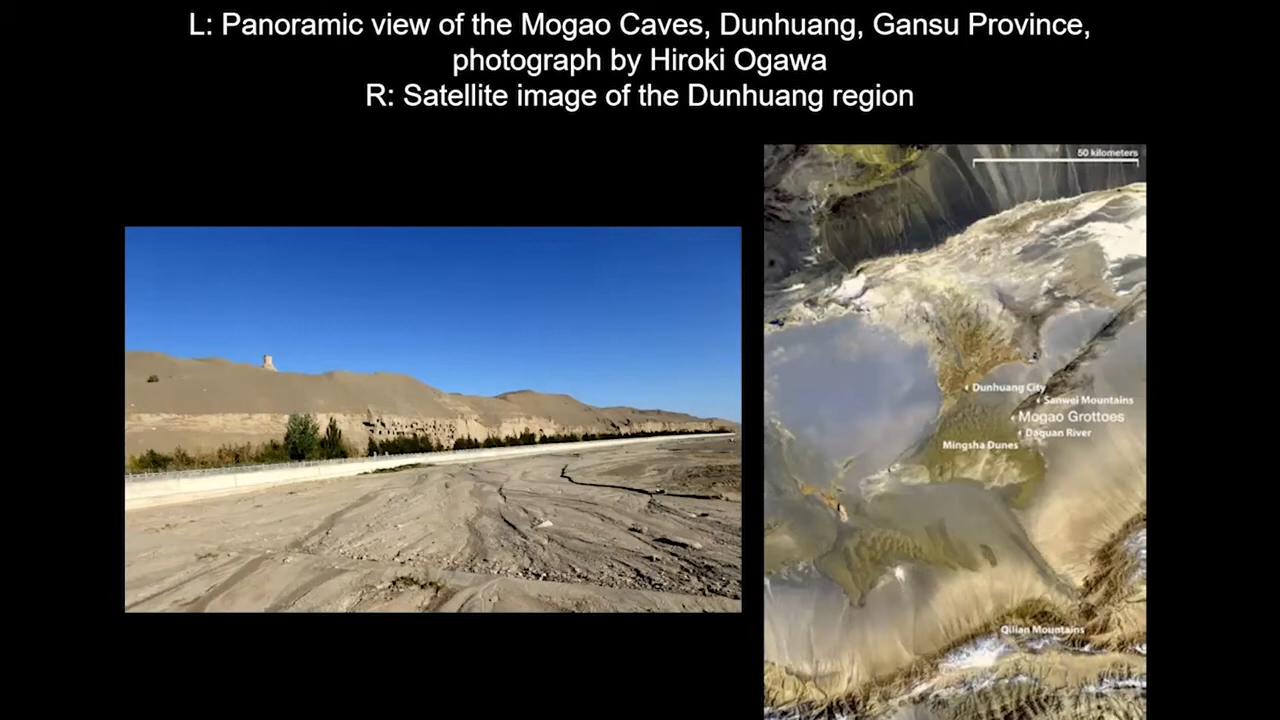 L: Panoramic view of the Mogao Caves, Dunhuang, Gansu Province,
photograph by Hiroki Ogawa
R: Satellite image of the Dunhuang region
50 kilometers
Dunhuang City
Sanwei Mountains
Mogao Grottoes
Daquan River
Mingsha Dunes
Qilian Mountains